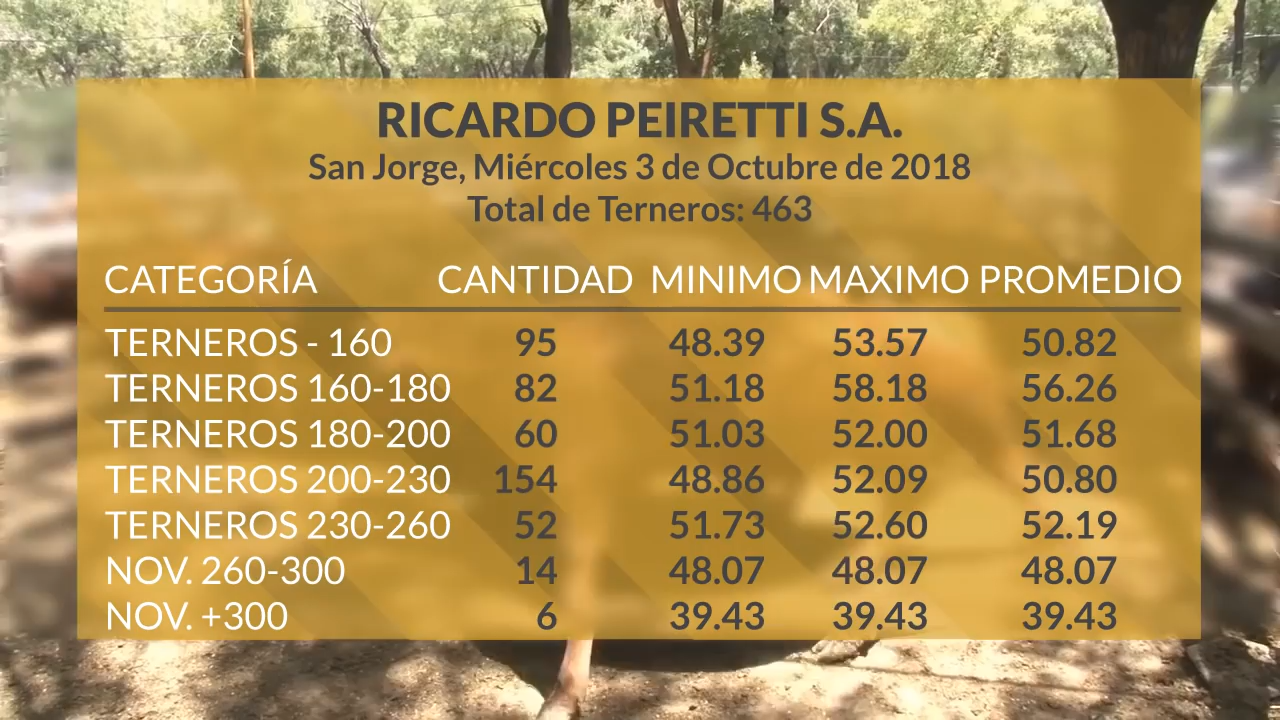 RICARDO PEIRETTI S.A.
San Jorge, Miércoles 3 de Octubre de 2018
Total de Terneros: 463
CATEGORÍA CANTIDAD MINIMO MAXIMO PROMEDIO
TERNEROS - 160 95 48.39 53.57 50.82
TERNEROS 160-180 82 51.18 58.18 56.26
TERNEROS 180-200 60 51.03 52.00 51.68
TERNEROS 200-230 154 48.86 52.09 50.80
TERNEROS 230-260 52 51.73 52.60 52.19
NOV. 260-300 14 48.07 48.07 48.07
NOV. +300 6 39.43 39.43 39.43